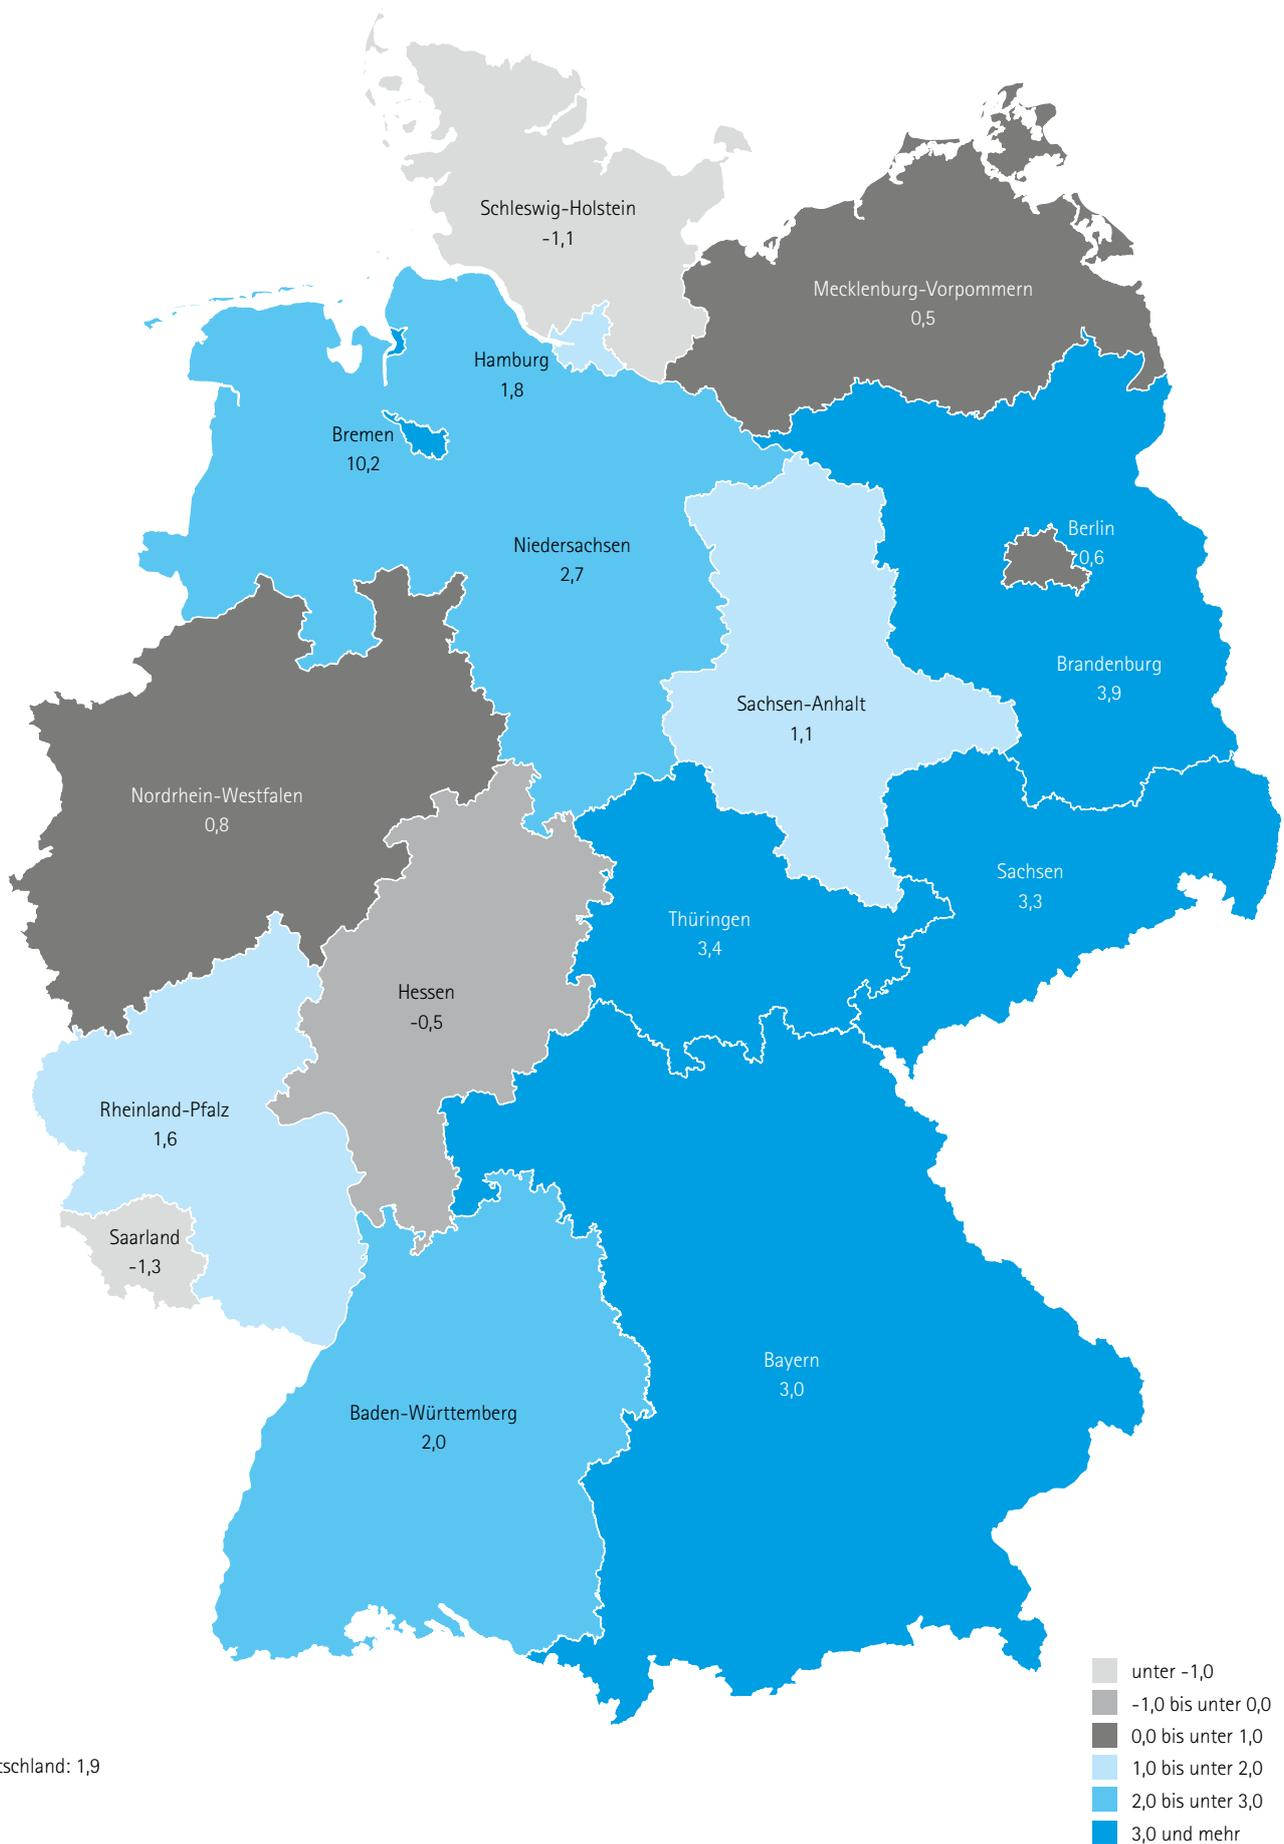 Schleswig-Holstein
-1,1
Mecklenburg-Vorpommern
0,5
Hamburg
1,8
Bremen
10,2
Berlin
0,6
Niedersachsen
2,7
Brandenburg
3,9
Sachsen-Anhalt
1,1
Nordrhein-Westfalen
0,8
Sachsen
3,3
Thüringen
3,4
Hessen
-0,5
Rheinland-Pfalz
1,6
Saarland
-1,3
Bayern
3,0
Baden-Württemberg
2,0
unter -1,0
-1,0 bis unter 0,0
0,0 bis unter 1,0
1,0 bis unter 2,0
2,0 bis unter 3,0
3,0 und mehr
tschland: 1,9